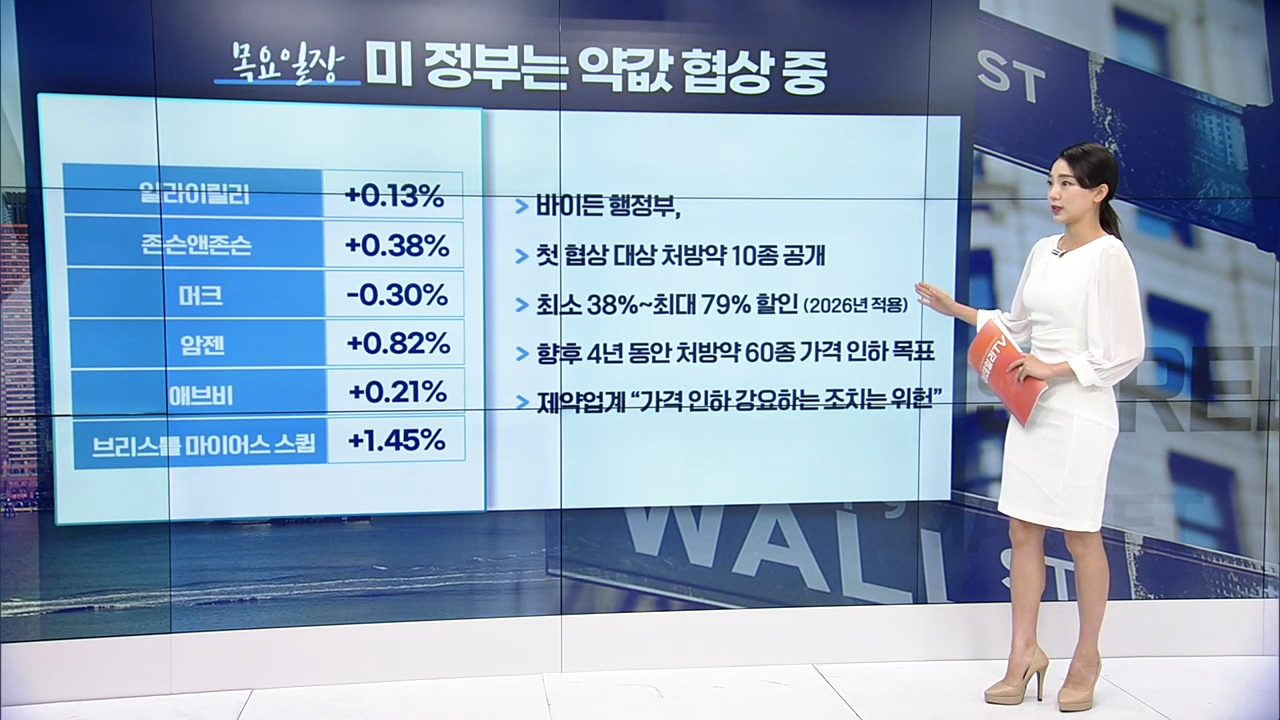 목요일장 미 정부는 약값 협상 중
일라이릴리 +0.13%
존슨앤존슨 +0.38%
머크 -0.30%
암젠 +0.82%
애브비 +0.21%
브리스톨 마이어스 스큅 +1.45%
> 바이든 행정부,
> 첫 협상 대상 처방약 10종 공개
> 최소 38%~최대 79% 할인 (2026년 적용)
> 향후 4년 동안 처방약 60종 가격 인하 목표
> 제약업계 “가격 인하 강요하는 조치는 위헌”
ST
WALL ST